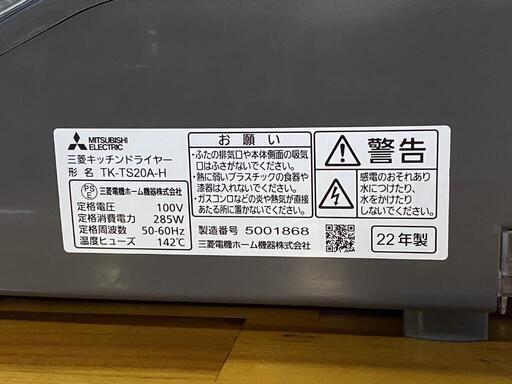 MITSUBISHI
ELECTRIC
三菱キッチンドライヤー
形 名 TK-TS20A-H
PS
E
三菱電機ホーム機器株式会社
定格電圧 100V
定格消費電力 285W
定格周波数 50-60Hz
温度ヒューズ 142℃
お 願 い
・ふたの排気口や本体側面の吸気
口はふさがないでください。
・熱に弱いプラスチックの食器や
漆器は入れないでください。
・ガスコンロなどの炎や熱気が直接
あたる所に置かないでください。
製造番号 5001868
三菱電機ホーム機器株式会社
警告
感電のおそれあり
水につけたり、
水をかけたり
しないでください。
22年製